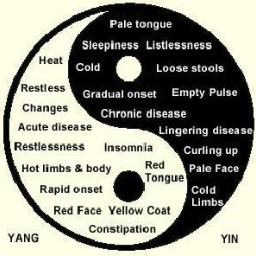 Pale tongue
Sleepiness Listlessness
Heat
Cold
Loose stools
Restless
Gradual onset
Empty Pulse
Changes
Chronic disease
Acute disease
Lingering disease
Restlessness
Insomnia
Curling up
Hot limbs & body
Red
Tongue
Pale Face
Rapid onset
Cold
Limbs
Red Face Yellow Coat
Constipation
YANG
YIN